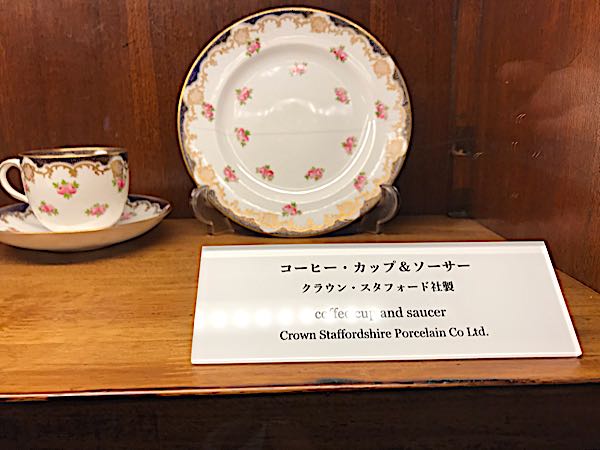 コーヒー・カップ＆ソーサー
クラウン・スタフォード社製
coffee cup and saucer
Crown Staffordshire Porcelain Co Ltd.